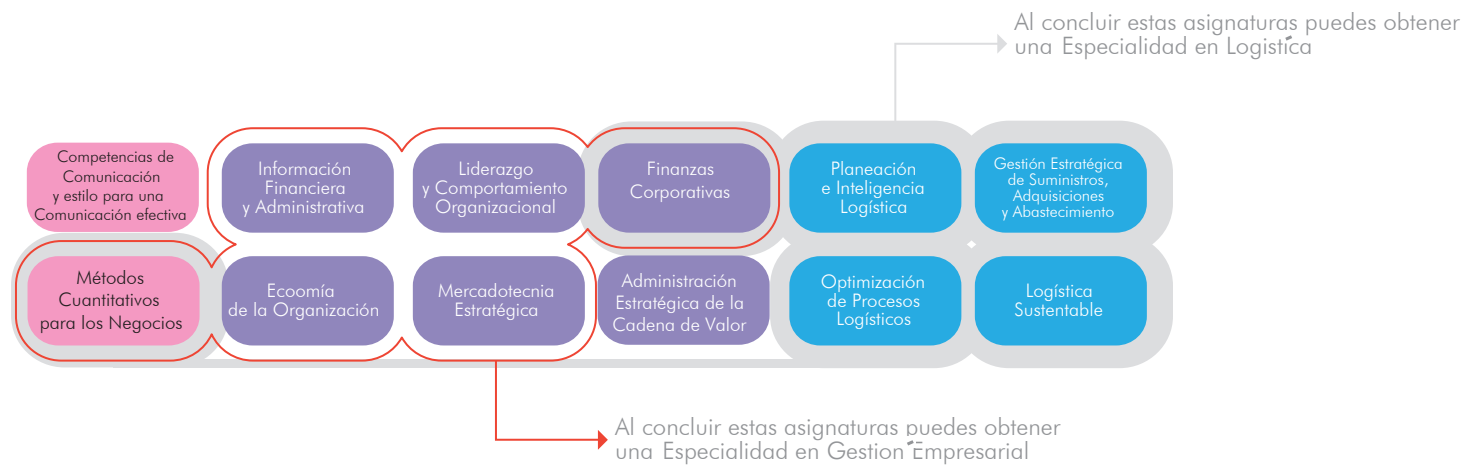 Al concluir estas asignaturas puedes obtener
una Especialidad en Logistíca
Competencias de
Comunicación
y estilo para una
Comunicación efectiva
Información
Financiera
y Administrativa
Liderazgo
y Comportamiento
Organizacional
Finanzas
Corporativas
Planeación
e Inteligencia
Logística
Gestión Estratégica
de Suministros,
Adquisiciones
y Abastecimiento
Métodos
Cuantitativos
para los Negocios
Ecoomía
de la Organización
Mercadotecnia
Estratégica
Administración
Estratégica de la
Cadena de Valor
Optimización
de Procesos
Logísticos
Logística
Sustentable
Al concluir estas asignaturas puedes obtener
una Especialidad en Gestion´Empresarial